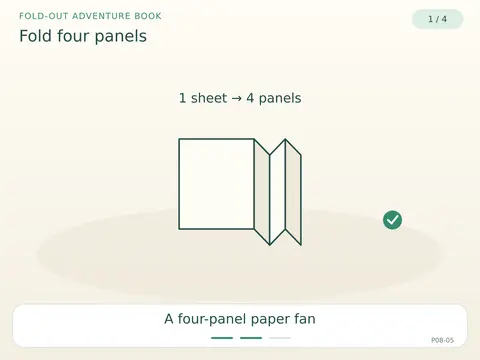 FOLD-OUT ADVENTURE BOOK
Fold four panels
1 / 4
1 sheet → 4 panels
A four-panel paper fan
P08-05